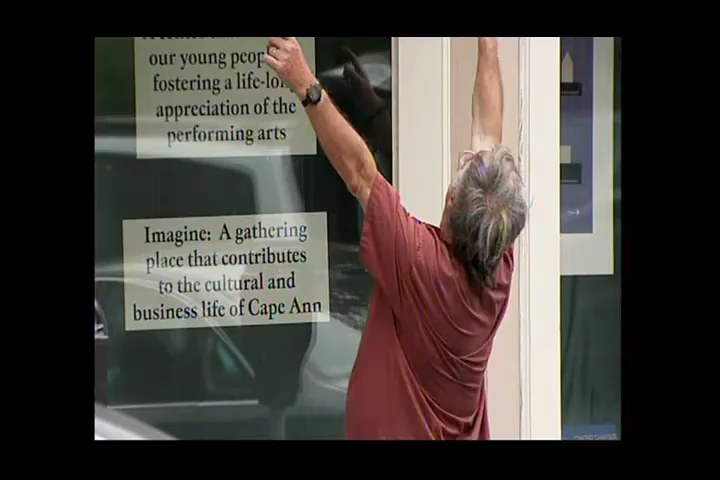 our young peop
fostering a life-lon
appreciation of the
performing arts
Imagine: A gathering
place that contributes
to the cultural and
business life of Cape Ann